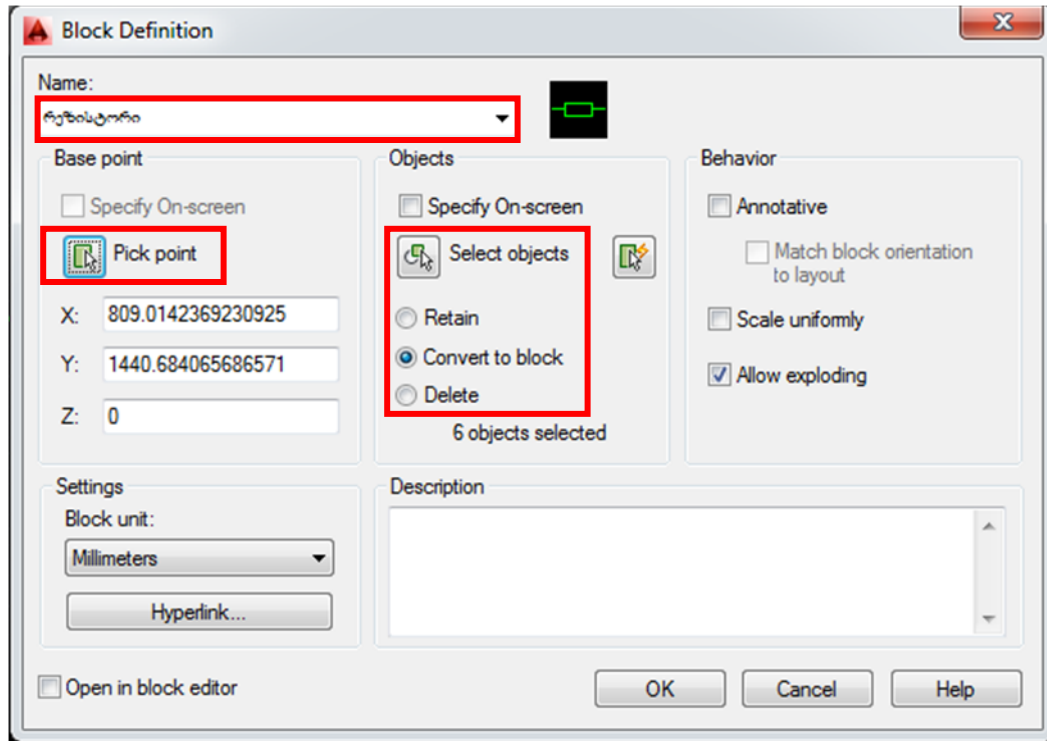 Block Definition
Name:
რეზისტორი
Base point
Specify On-screen
Pick point
X: 809.0142369230925
Y: 1440.684065686571
Z: 0
Objects
Specify On-screen
Select objects
Retain
Convert to block
Delete
6 objects selected
Behavior
Annotative
Match block orientation
to layout
Scale uniformly
Allow exploding
Settings
Block unit:
Millimeters
Hyperlink...
Description
Open in block editor
OK Cancel Help